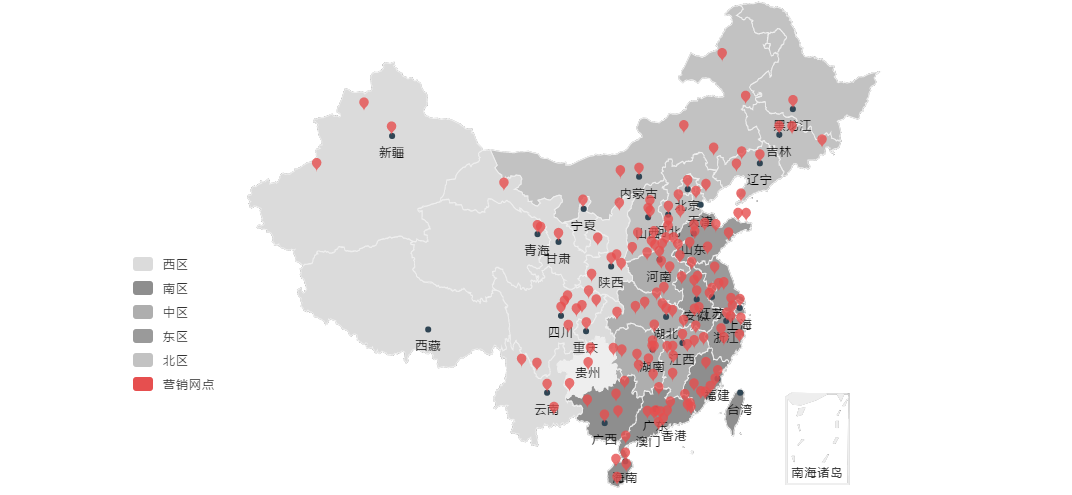 黑龙江
吉林
新疆
辽宁
内蒙古
北京
天津
宁夏
山西
河北
青海
甘肃
山东
河南
陕西
西区
南区
中区
东区
北区
营销网点
安徽
江苏
上海
四川
湖北
浙江
西藏
重庆
江西
湖南
贵州
福建
云南
台湾
广东
香港
广西
澳门
海南
南海诸岛